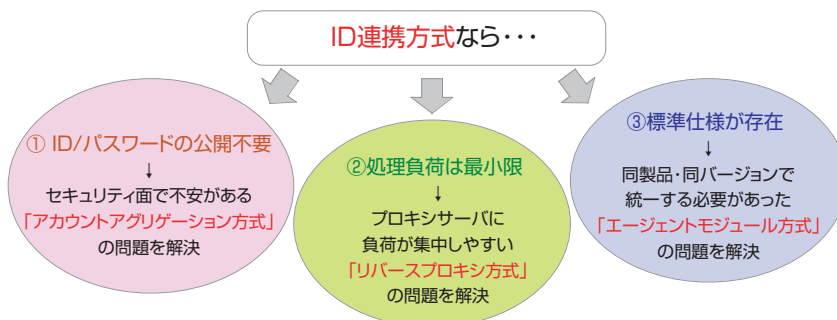 ID連携方式なら・・・
① ID/パスワードの公開不要
↓
セキュリティ面で不安がある
「アカウントアグリゲーション方式」
の問題を解決
②処理負荷は最小限
↓
プロキシサーバに
負荷が集中しやすい
「リバースプロキシ方式」
の問題を解決
③標準仕様が存在
↓
同製品・同バージョンで
統一する必要があった
「エージェントモジュール方式」
の問題を解決